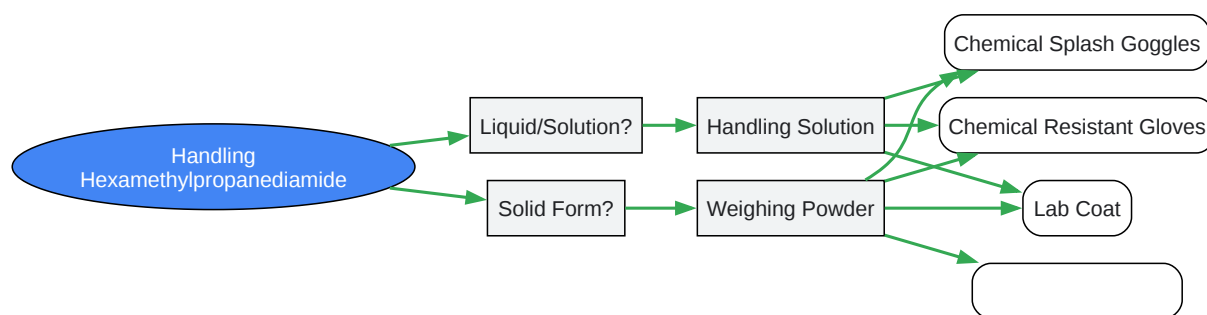 Handling
Hexamethylpropanediamide
Liquid/Solution?
Solid Form?
Handling Solution
Weighing Powder
Chemical Splash Goggles
Chemical Resistant Gloves
Lab Coat